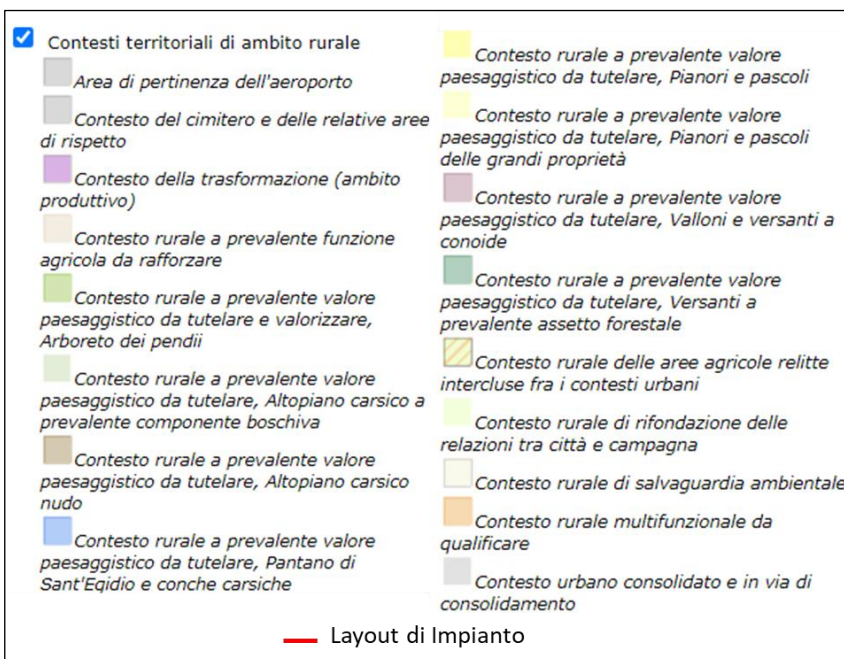 Contesti territoriali di ambito rurale
Area di pertinenza dell'aeroporto
Contesto del cimitero e delle relative aree
di rispetto
Contesto della trasformazione (ambito
produttivo)
Contesto rurale a prevalente funzione
agricola da rafforzare
Contesto rurale a prevalente valore
paesaggistico da tutelare e valorizzare,
Arboreto dei pendii
Contesto rurale a prevalente valore
paesaggistico da tutelare, Altopiano carsico a
prevalente componente boschiva
Contesto rurale a prevalente valore
paesaggistico da tutelare, Altopiano carsico
nudo
Contesto rurale a prevalente valore
paesaggistico da tutelare, Pantano di
Sant'Egidio e conche carsiche
Contesto rurale a prevalente valore
paesaggistico da tutelare, Pianori e pascoli
Contesto rurale a prevalente valore
paesaggistico da tutelare, Pianori e pascoli
delle grandi proprietà
Contesto rurale a prevalente valore
paesaggistico da tutelare, Valloni e versanti a
conoide
Contesto rurale a prevalente valore
paesaggistico da tutelare, Versanti a
prevalente assetto forestale
Contesto rurale delle aree agricole relitte
intercluse fra i contesti urbani
Contesto rurale di rifondazione delle
relazioni tra città e campagna
Contesto rurale di salvaguardia ambientale
Contesto rurale multifunzionale da
qualificare
Contesto urbano consolidato e in via di
consolidamento
Layout di Impianto